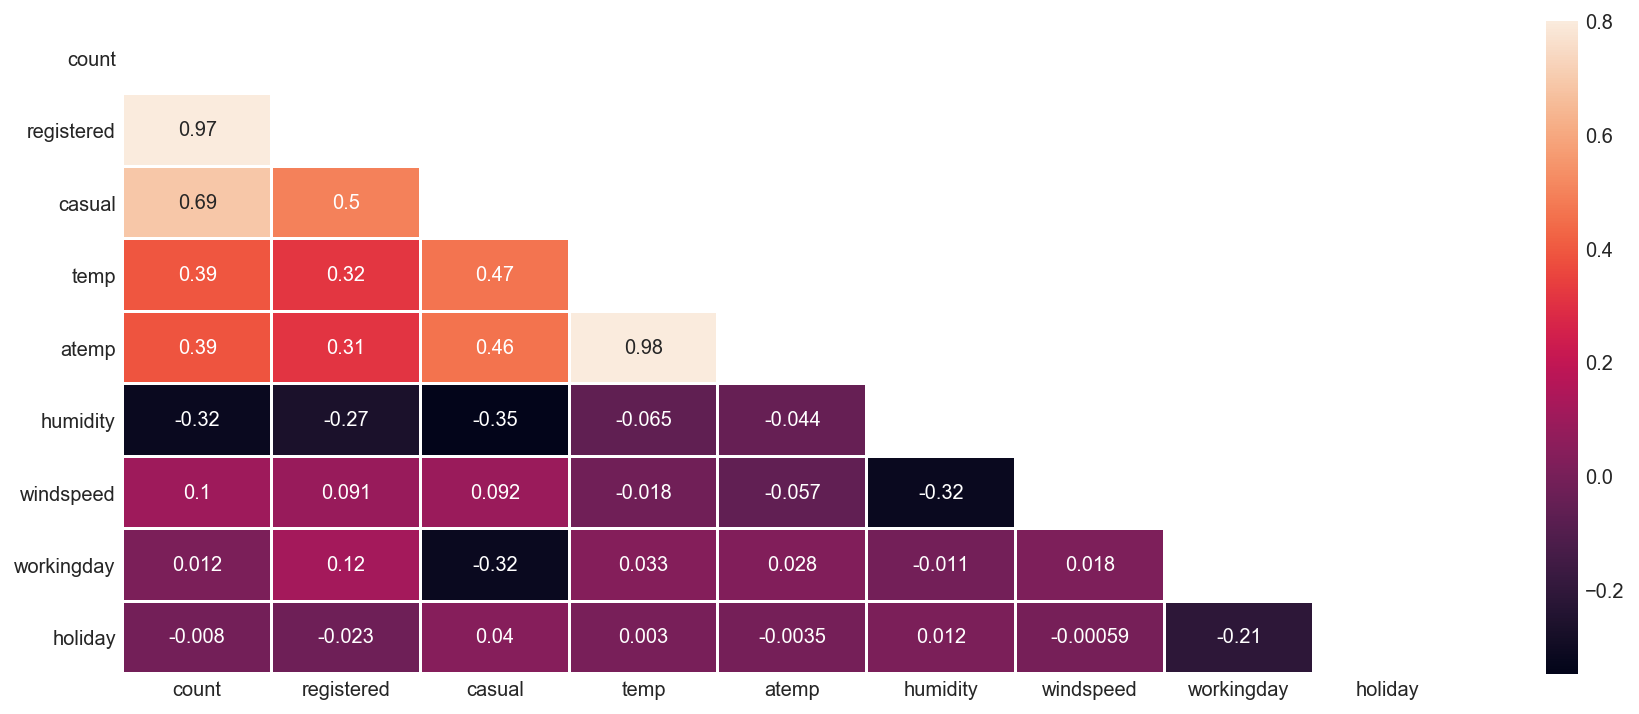 count
registered 0.97
casual 0.69 0.5
temp 0.39 0.32 0.47
atemp 0.39 0.31 0.46 0.98
humidity -0.32 -0.27 -0.35 -0.065 -0.044
windspeed 0.1 0.091 0.092 -0.018 -0.057 -0.32
workingday 0.012 0.12 -0.32 0.033 0.028 -0.011 0.018
holiday -0.008 -0.023 0.04 0.003 -0.0035 0.012 -0.00059 -0.21
count registered casual temp atemp humidity windspeed workingday holiday
0.8
0.6
0.4
0.2
0.0
−0.2